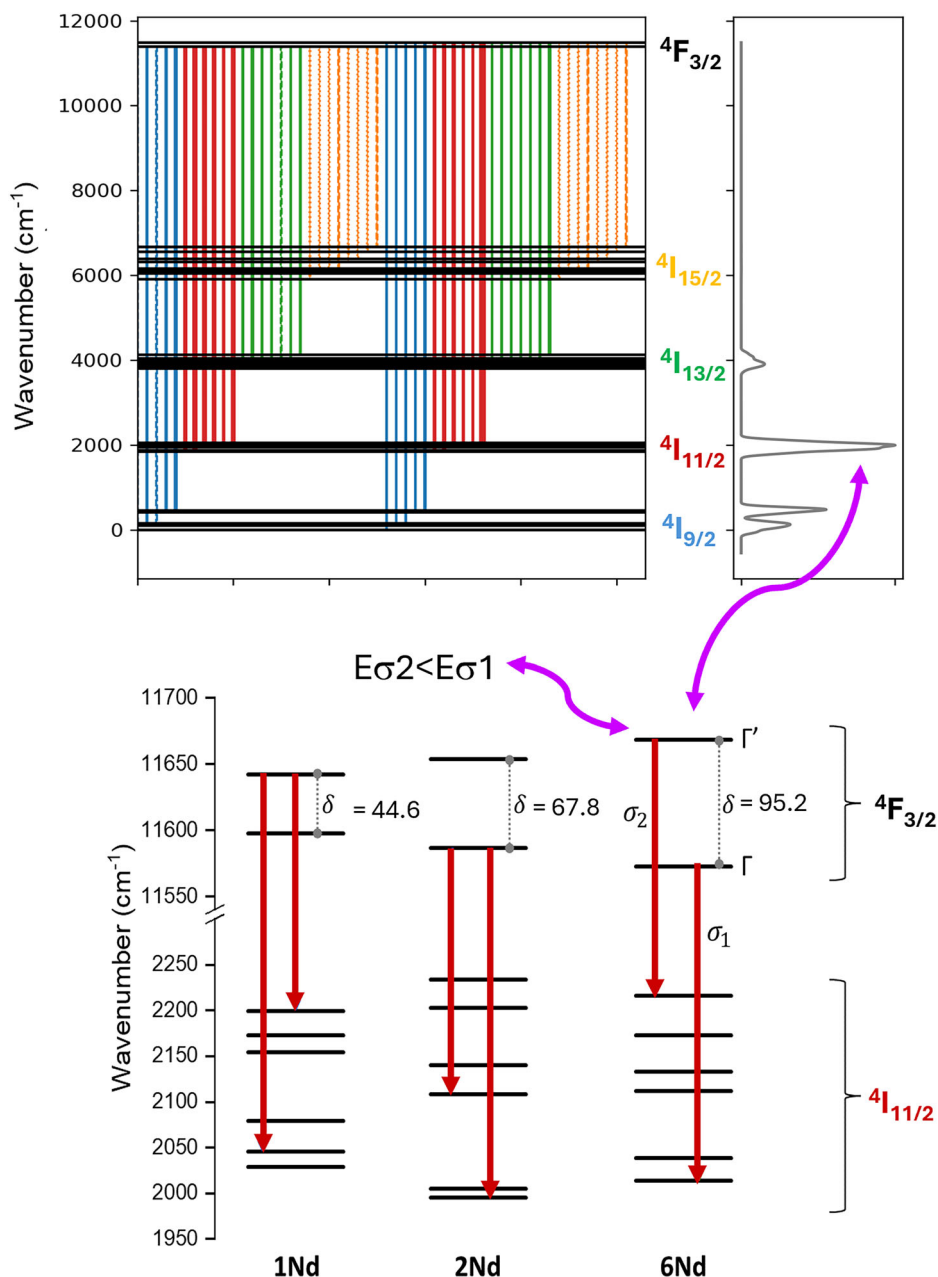 12000
10000
8000
6000
4000
2000
0
Wavenumber (cm⁻¹)
⁴F₃/₂
⁴I₁₅/₂
⁴I₁₃/₂
⁴I₁₁/₂
⁴I₉/₂
Eσ2<Eσ1
11700
11650
11600
11550
2250
2200
2150
2100
2050
2000
1950
Wavenumber (cm⁻¹)
δ = 44.6
δ = 67.8
σ₂
δ = 95.2
Γ’
Γ
σ₁
⁴F₃/₂
⁴I₁₁/₂
1Nd
2Nd
6Nd